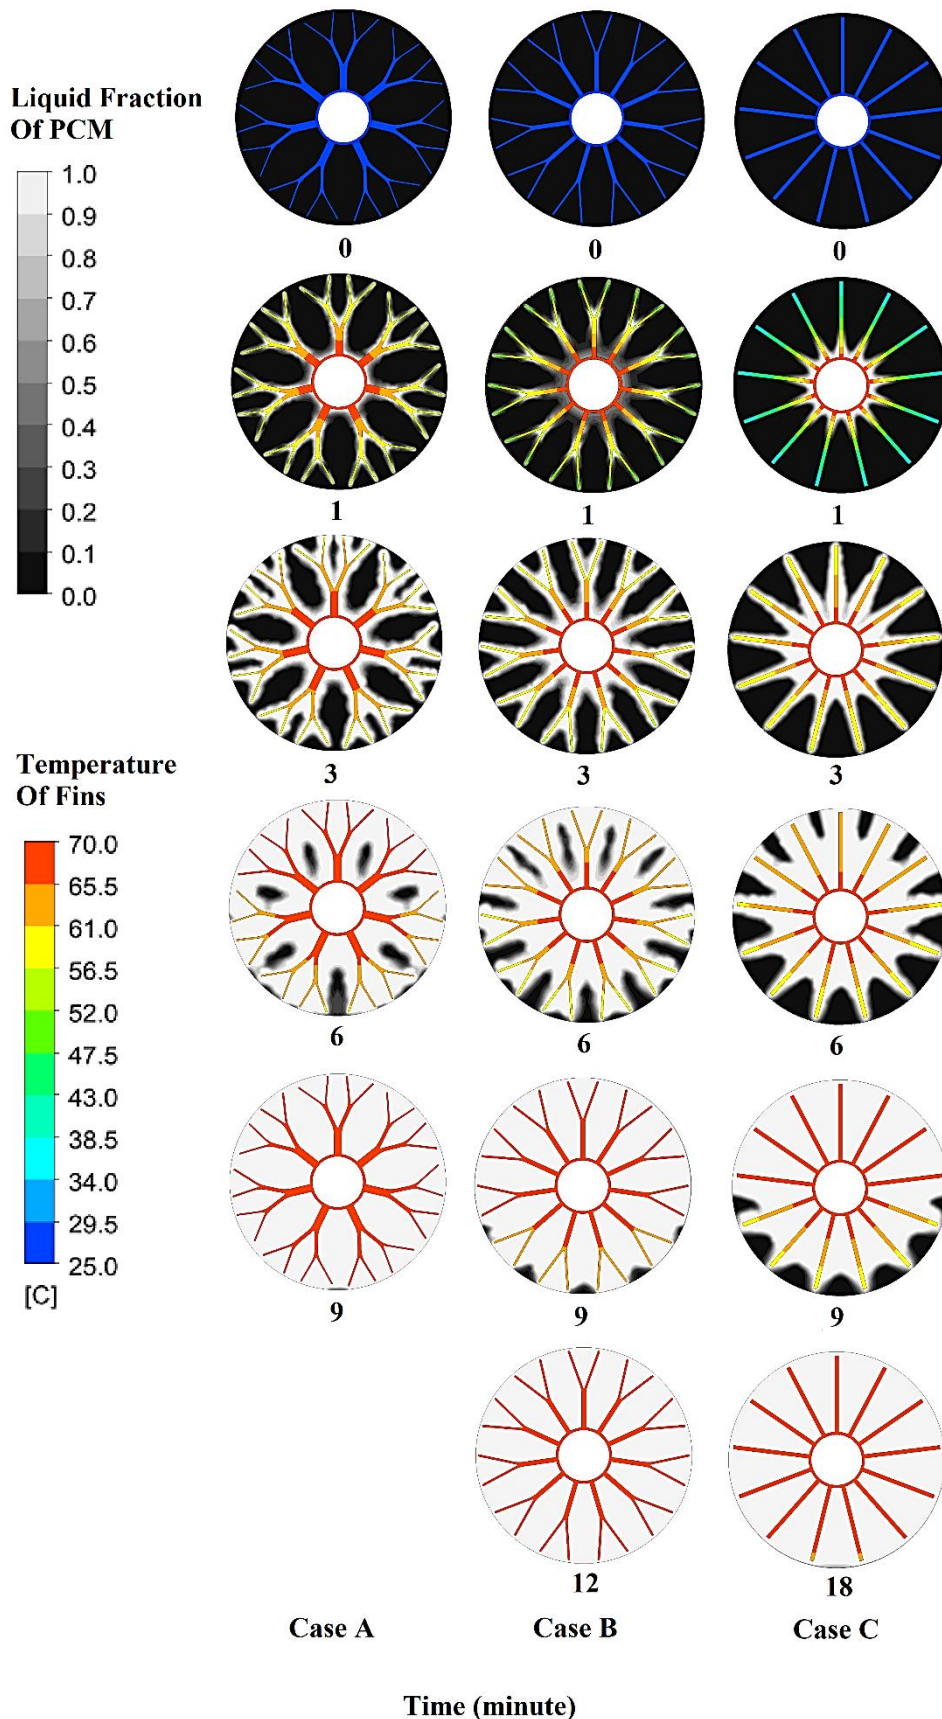 Liquid Fraction
Of PCM
1.0
0.9
0.8
0.7
0.6
0.5
0.4
0.3
0.2
0.1
0.0
0 0 0
1 1 1
3 3 3
Temperature
Of Fins
70.0
65.5
61.0
56.5
52.0
47.5
43.0
38.5
34.0
29.5
25.0
[C]
6 6 6
9 9 9
12 18
Case A Case B Case C
Time (minute)